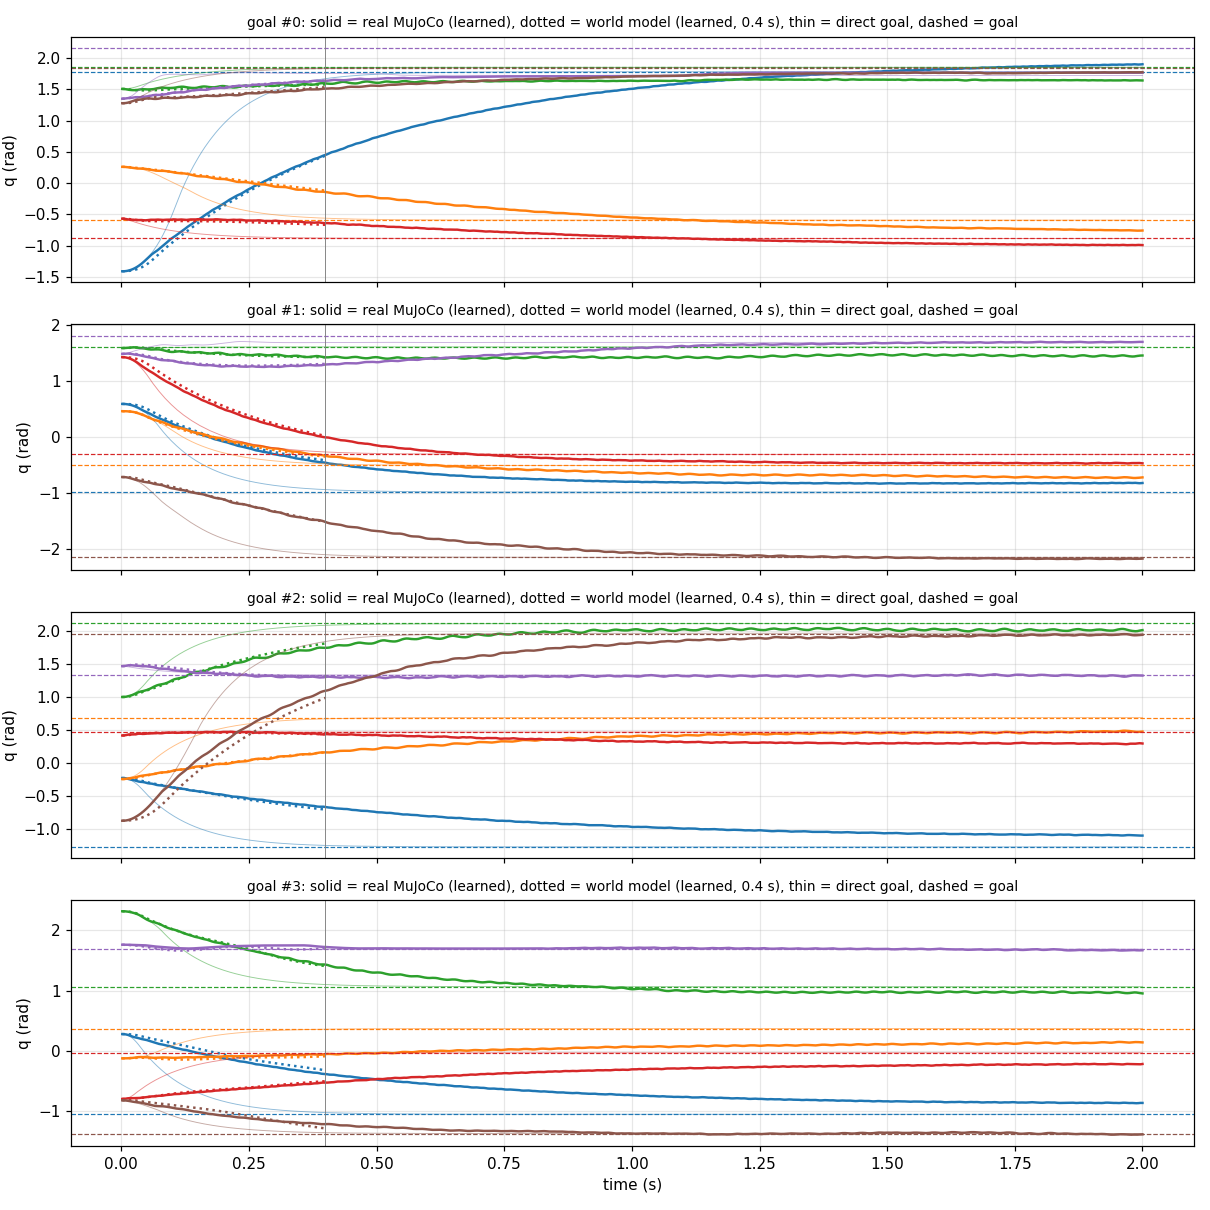 goal #0: solid = real MuJoCo (learned), dotted = world model (learned, 0.4 s), thin = direct goal, dashed = goal
2.0
1.5
1.0
0.5
0.0
−0.5
−1.0
−1.5
q (rad)
goal #1: solid = real MuJoCo (learned), dotted = world model (learned, 0.4 s), thin = direct goal, dashed = goal
2
1
0
−1
−2
q (rad)
goal #2: solid = real MuJoCo (learned), dotted = world model (learned, 0.4 s), thin = direct goal, dashed = goal
2.0
1.5
1.0
0.5
0.0
−0.5
−1.0
q (rad)
goal #3: solid = real MuJoCo (learned), dotted = world model (learned, 0.4 s), thin = direct goal, dashed = goal
2
1
0
−1
q (rad)
0.00 0.25 0.50 0.75 1.00 1.25 1.50 1.75 2.00
time (s)